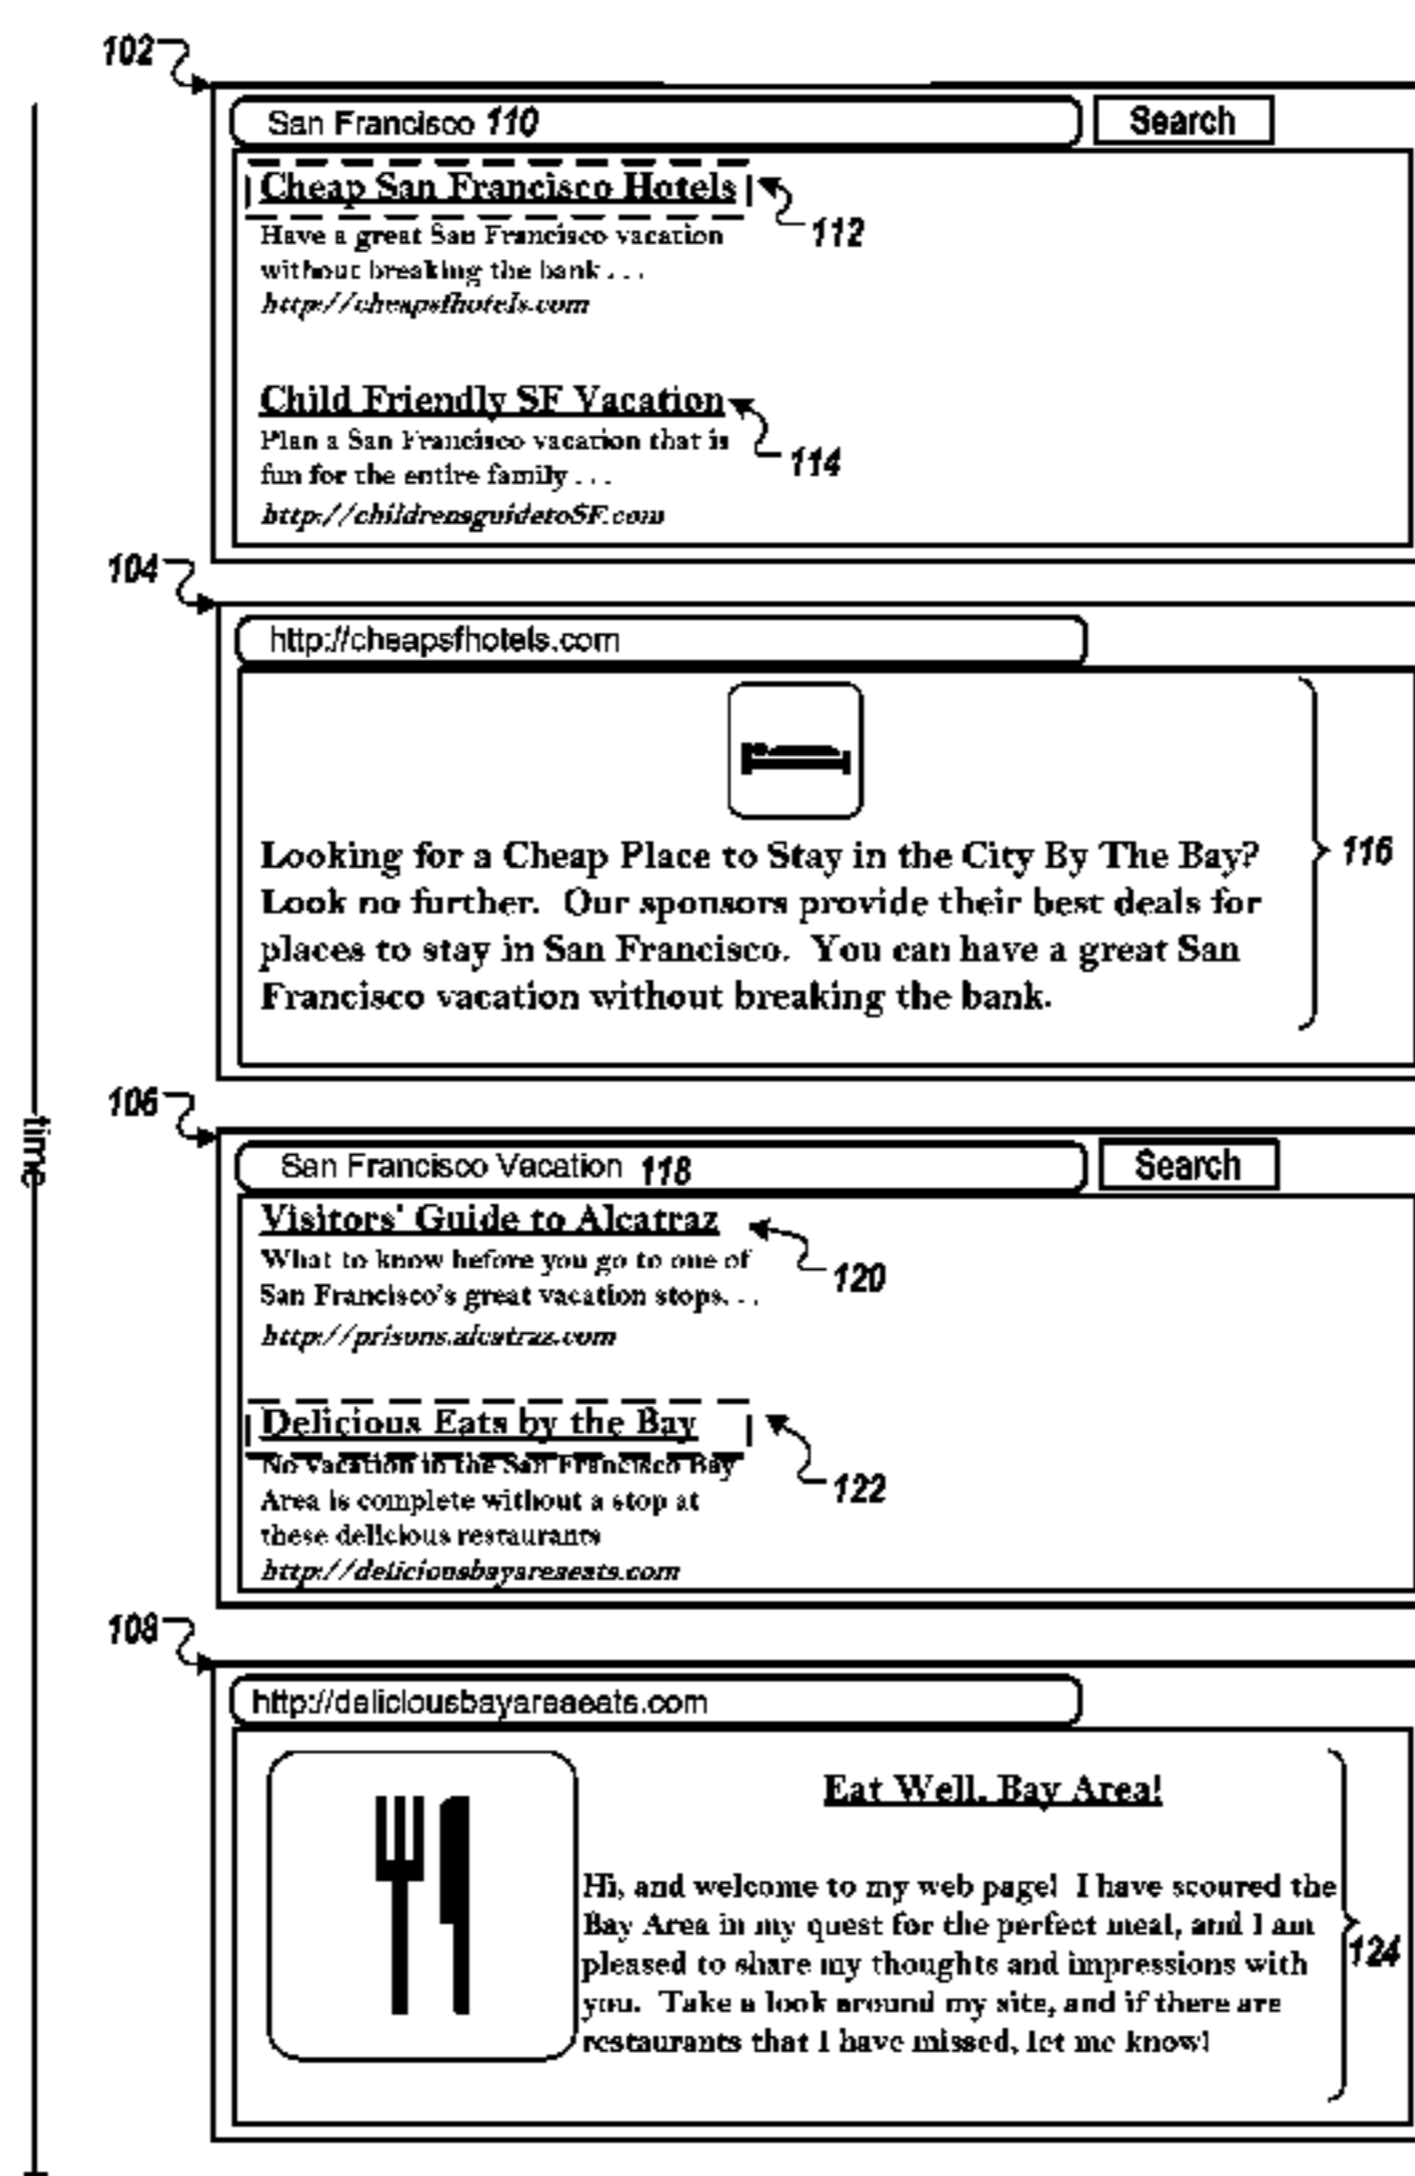 102
San Francisco 110 Search
Cheap San Francisco Hotels
112
Have a great San Francisco vacation
without breaking the bank . . .
http://cheapsfhotels.com
Child Friendly SF Vacation
114
Plan a San Francisco vacation that is
fun for the entire family . . .
http://childrensguidetoSF.com
104
http://cheapsfhotels.com
Looking for a Cheap Place to Stay in the City By The Bay?
Look no further. Our sponsors provide their best deals for
places to stay in San Francisco. You can have a great San
Francisco vacation without breaking the bank.
116
time
106
San Francisco Vacation 118 Search
Visitors' Guide to Alcatraz
120
What to know before you go to one of
San Francisco's great vacation stops. . .
http://prisons.alcatraz.com
Delicious Eats by the Bay
122
No vacation in the San Francisco Bay
Area is complete without a stop at
these delicious restaurants
http://deliciousbayareaeats.com
108
http://deliciousbayareaeats.com
Eat Well, Bay Area!
Hi, and welcome to my web page! I have scoured the
Bay Area in my quest for the perfect meal, and I am
pleased to share my thoughts and impressions with
you. Take a look around my site, and if there are
restaurants that I have missed, let me know!
124